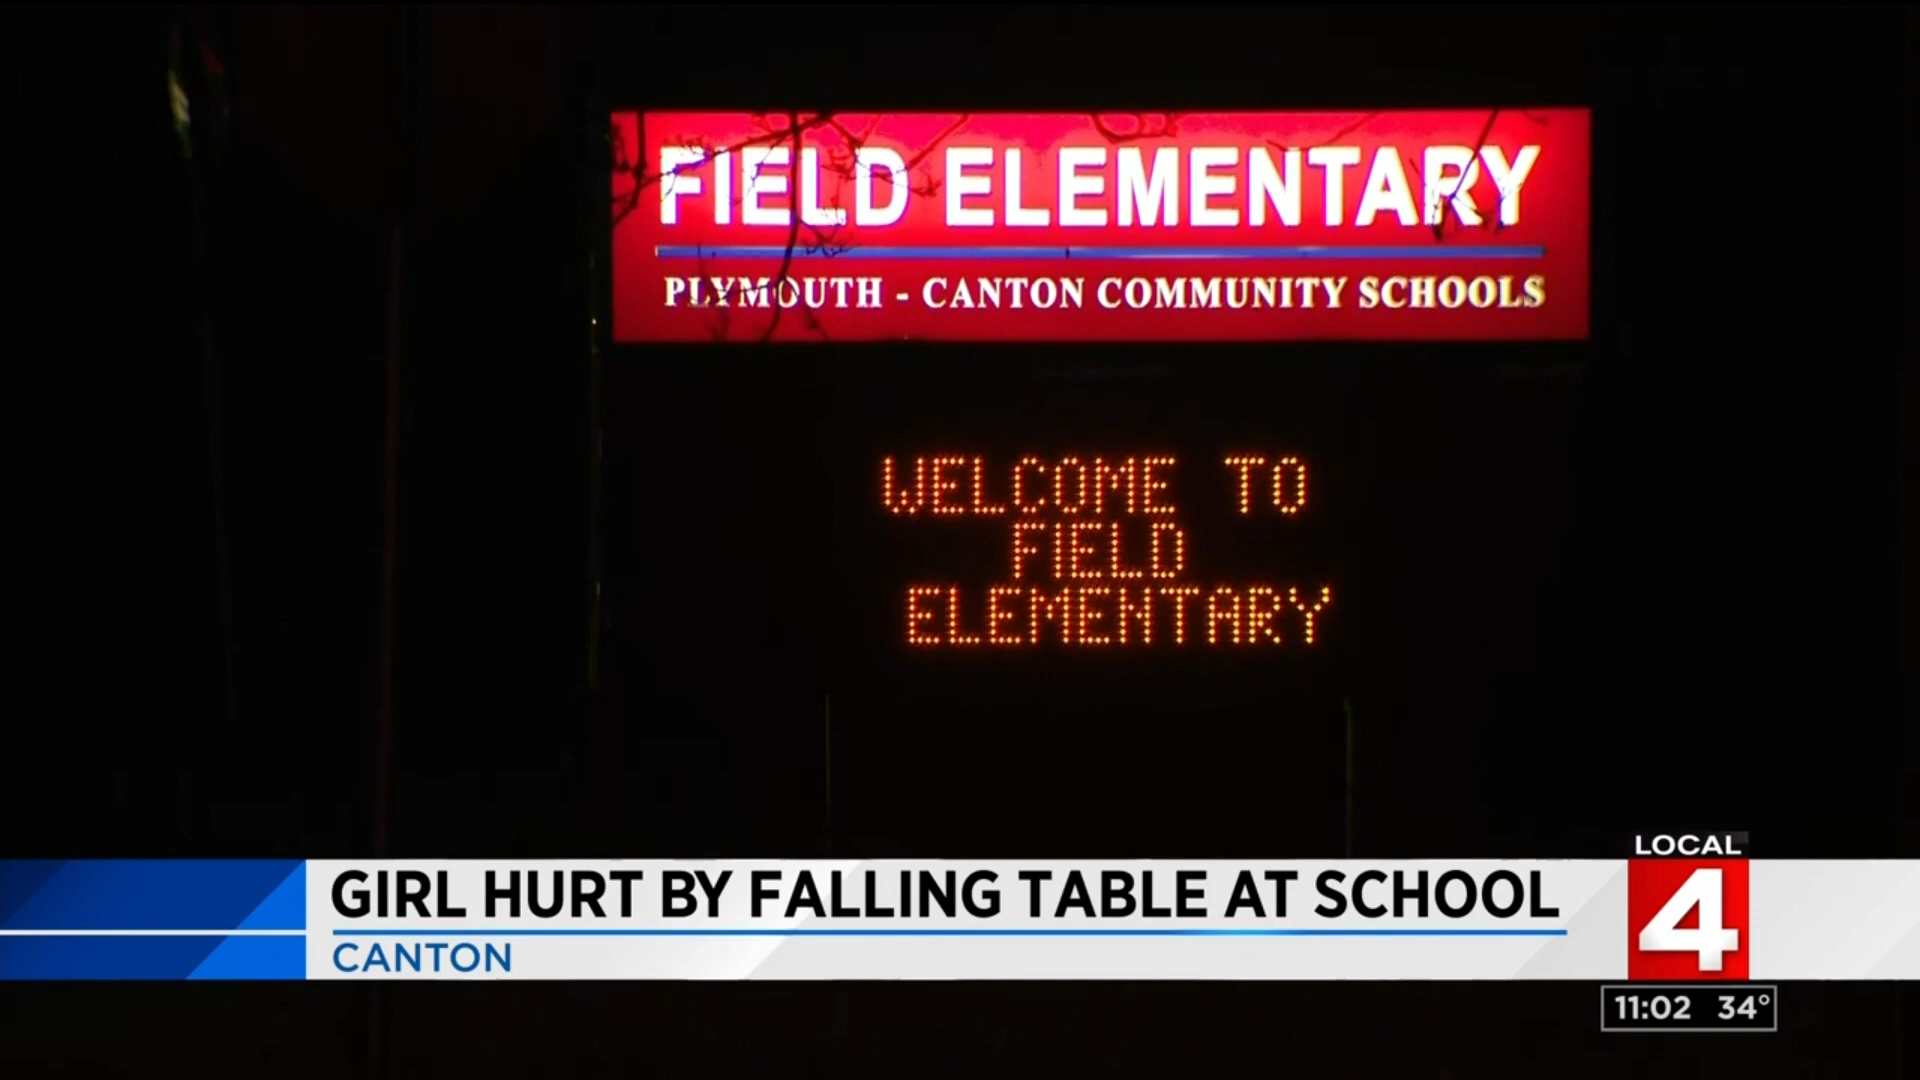 FIELD ELEMENTARY
PLYMOUTH - CANTON COMMUNITY SCHOOLS
WELCOME TO
FIELD
ELEMENTARY
GIRL HURT BY FALLING TABLE AT SCHOOL
CANTON
LOCAL
4
11:02 34°